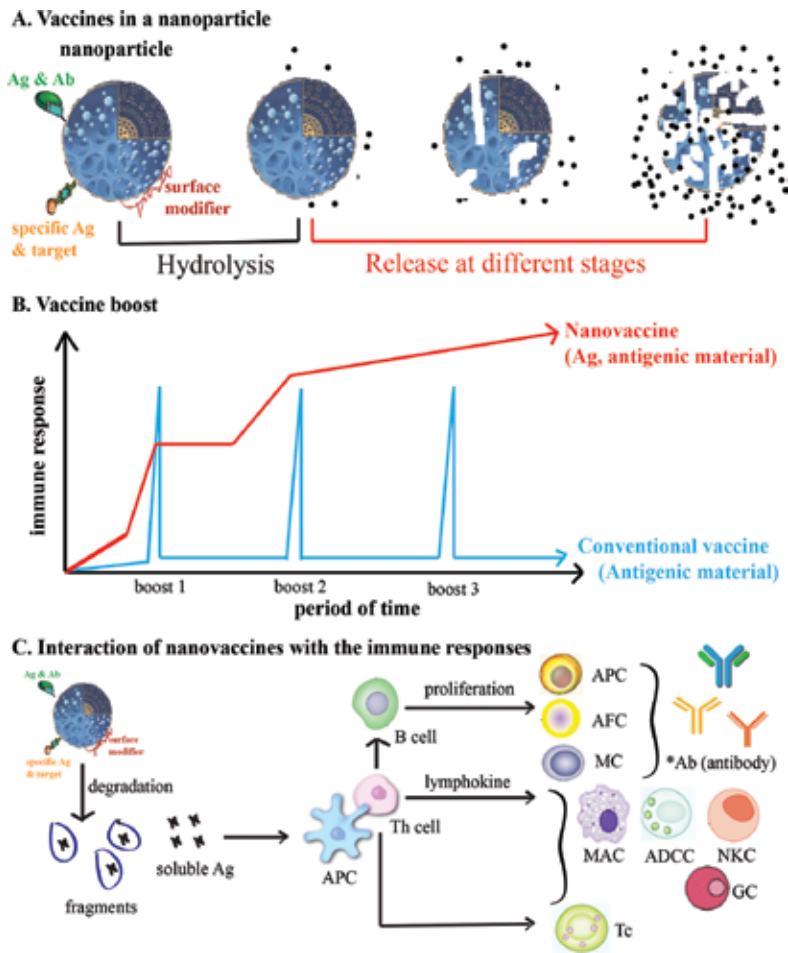 A. Vaccines in a nanoparticle
nanoparticle
Ag & Ab
surface
modifier
specific Ag
& target
Hydrolysis
Release at different stages
B. Vaccine boost
immune response
Nanovaccine
(Ag, antigenic material)
Conventional vaccine
(Antigenic material)
boost 1
boost 2
boost 3
period of time
C. Interaction of nanovaccines with the immune responses
Ag & Ab
surface
modifier
specific Ag
& target
degradation
fragments
soluble Ag
APC
Th cell
B cell
proliferation
lymphokine
APC
AFC
MC
*Ab (antibody)
MAC
ADCC
NKC
GC
Tc